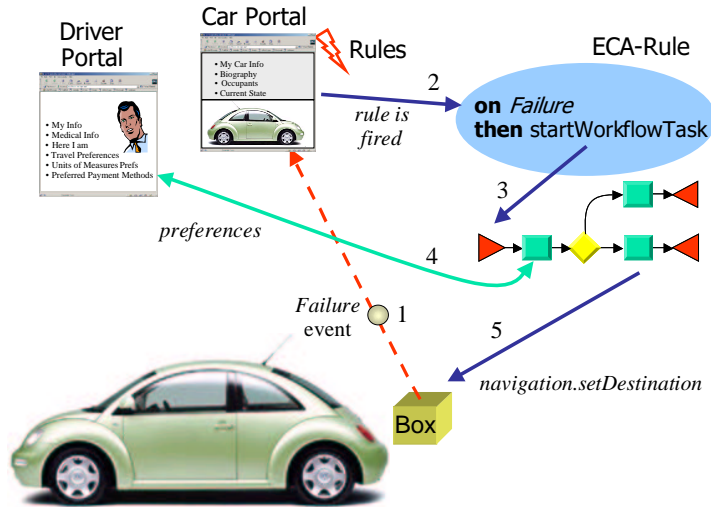 Driver
Portal
Car Portal
Rules
ECA-Rule
• My Car Info
• Biography
• Occupants
• Current State
• My Info
• Medical Info
• Here I am
• Travel Preferences
• Units of Measures Prefs
• Preferred Payment Methods
2
rule is
fired
on Failure
then startWorkflowTask
3
preferences
4
Failure
event
1
5
navigation.setDestination
Box